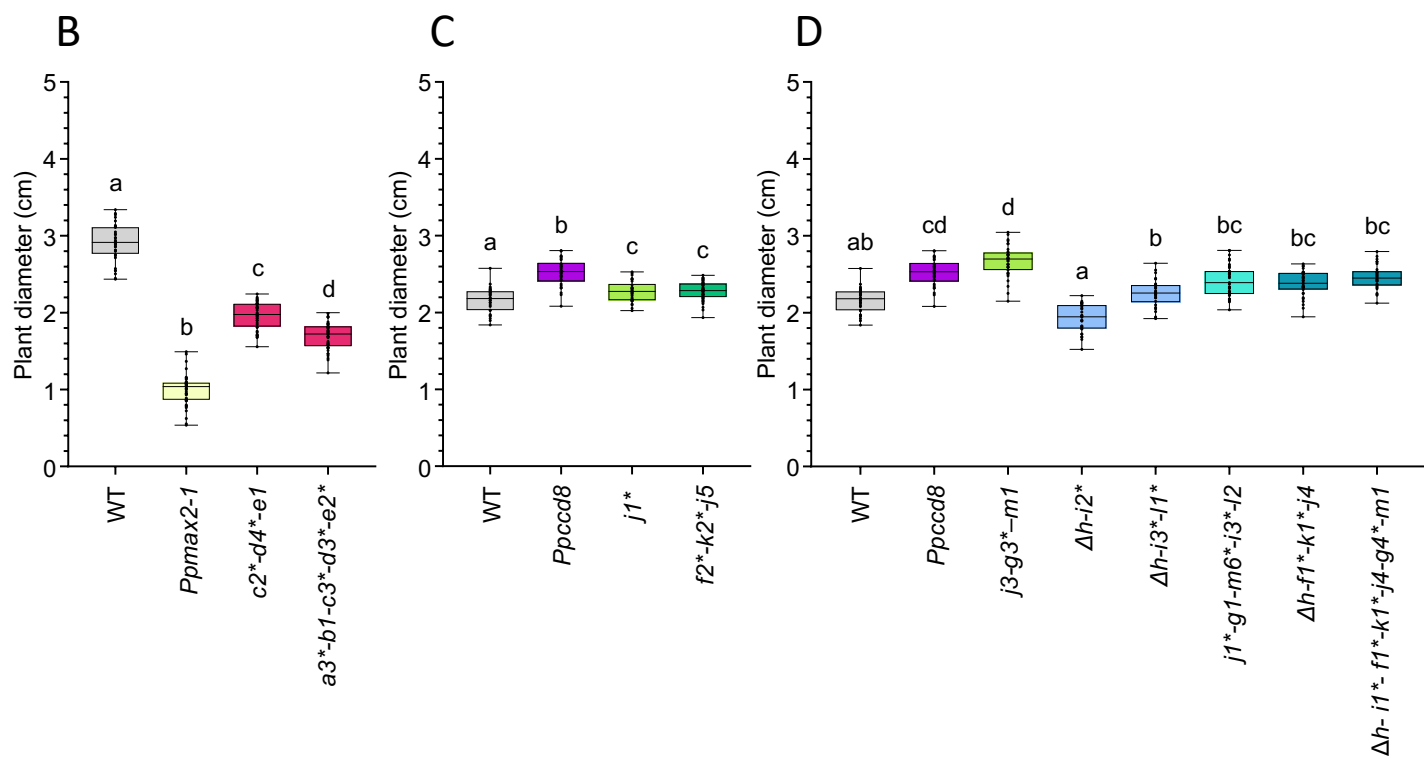 B
Plant diameter (cm)
5
4
3
2
1
0
a
b
c
d
WT
Ppmax2-1
c2*-d4*-e1
a3*-b1-c3*-d3*-e2*
C
Plant diameter (cm)
5
4
3
2
1
0
a
b
c
c
WT
Ppccd8
j1*
f2*-k2*-j5
D
Plant diameter (cm)
5
4
3
2
1
0
ab
cd
d
a
b
bc
bc
bc
WT
Ppccd8
j3-g3*–m1
Δh-i2*
Δh-i3*-l1*
j1*-g1-m6*-i3*-l2
Δh-f1*-k1*-j4
Δh- i1*- f1*-k1*-j4-g4*-m1